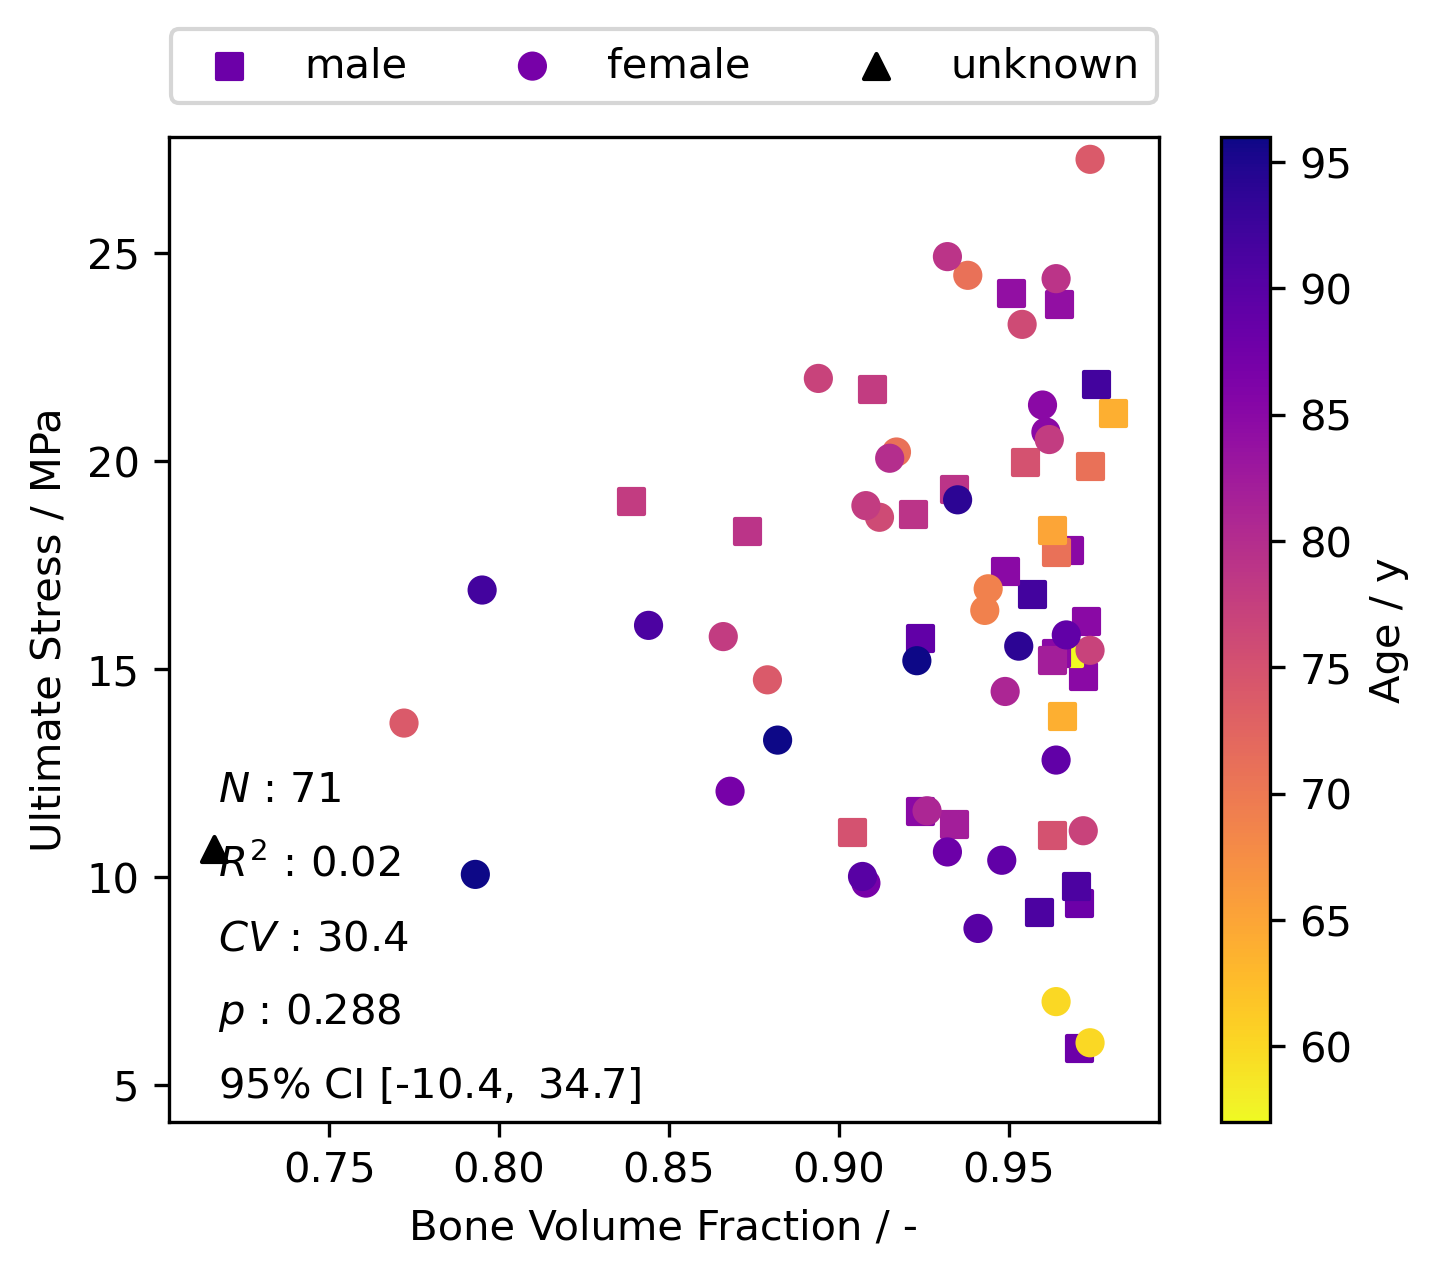 male female unknown
25
20
15
10
5
Ultimate Stress / MPa
N : 71
R² : 0.02
CV : 30.4
p : 0.288
95% CI [-10.4, 34.7]
0.75 0.80 0.85 0.90 0.95
Bone Volume Fraction / -
95
90
85
80
75
70
65
60
Age / y